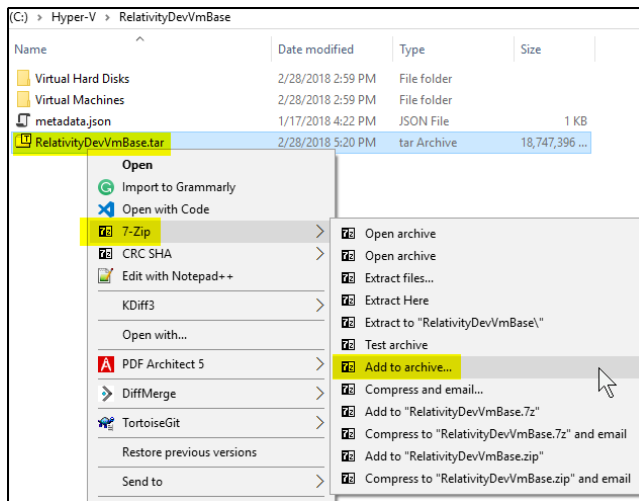 (C:) > Hyper-V > RelativityDevVmBase
Name Date modified Type Size
Virtual Hard Disks 2/28/2018 2:59 PM File folder
Virtual Machines 2/28/2018 2:59 PM File folder
metadata.json 1/17/2018 4:22 PM JSON File 1 KB
RelativityDevVmBase.tar 2/28/2018 5:20 PM tar Archive 18,747,396 ...
Open
Import to Grammarly
Open with Code
7-Zip
CRC SHA
Edit with Notepad++
KDiff3
Open with...
PDF Architect 5
DiffMerge
TortoiseGit
Restore previous versions
Send to
Open archive
Open archive
Extract files...
Extract Here
Extract to "RelativityDevVmBase\"
Test archive
Add to archive...
Compress and email...
Add to "RelativityDevVmBase.7z"
Compress to "RelativityDevVmBase.7z" and email
Add to "RelativityDevVmBase.zip"
Compress to "RelativityDevVmBase.zip" and email